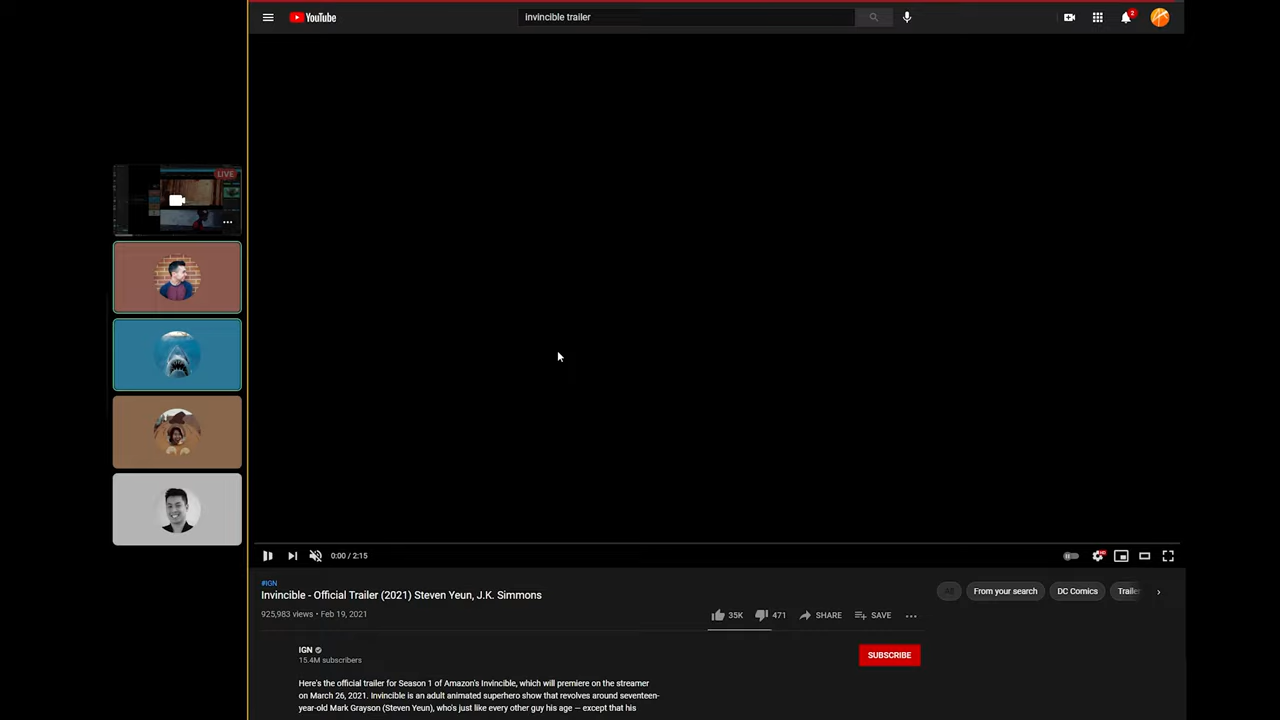 YouTube
invincible trailer
2
LIVE
0:00 / 2:15
#IGN
Invincible - Official Trailer (2021) Steven Yeun, J.K. Simmons
925,983 views • Feb 19, 2021
35K
471
SHARE
SAVE
All
From your search
DC Comics
Trailer
IGN
15.4M subscribers
SUBSCRIBE
Here's the official trailer for Season 1 of Amazon's Invincible, which will premiere on the streamer
on March 26, 2021. Invincible is an adult animated superhero show that revolves around seventeen-
year-old Mark Grayson (Steven Yeun), who's just like every other guy his age — except that his